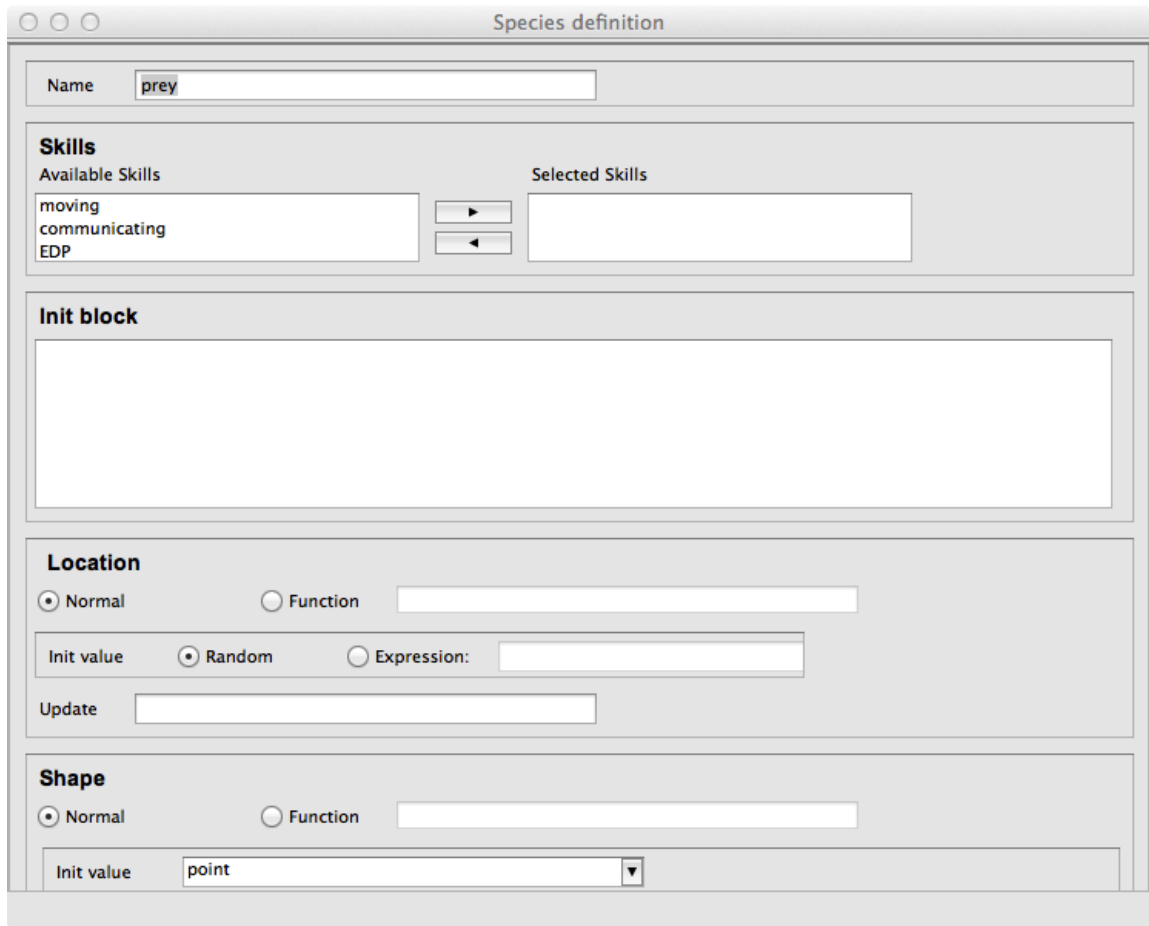 Species definition
Name prey
Skills
Available Skills Selected Skills
moving
communicating
EDP
Init block
Location
Normal Function
Init value Random Expression:
Update
Shape
Normal Function
Init value point